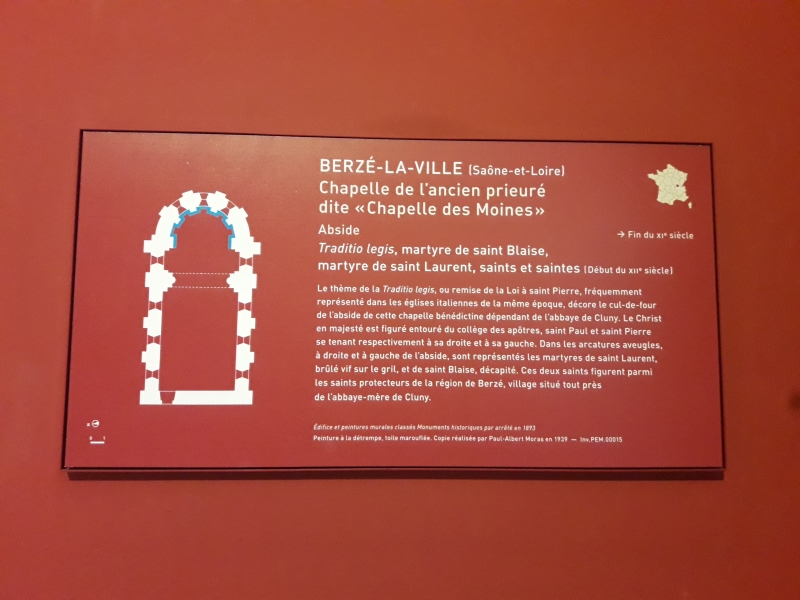 BERZÉ-LA-VILLE (Saône-et-Loire)
Chapelle de l'ancien prieuré
dite «Chapelle des Moines»
Abside
→ Fin du XIe siècle
Traditio legis, martyre de saint Blaise,
martyre de saint Laurent, saints et saintes (Début du XIIe siècle)
Le thème de la Traditio legis, ou remise de la Loi à saint Pierre, fréquemment
représenté dans les églises italiennes de la même époque, décore le cul-de-four
de l'abside de cette chapelle bénédictine dépendant de l'abbaye de Cluny. Le Christ
en majesté est figuré entouré du collège des apôtres, saint Paul et saint Pierre
se tenant respectivement à sa droite et à sa gauche. Dans les arcatures aveugles,
à droite et à gauche de l'abside, sont représentés les martyres de saint Laurent,
brûlé vif sur le gril, et de saint Blaise, décapité. Ces deux saints figurent parmi
les saints protecteurs de la région de Berzé, village situé tout près
de l'abbaye-mère de Cluny.
Édifice et peintures murales classés Monuments historiques par arrêté en 1893
Peinture à la détrempe, toile marouflée. Copie réalisée par Paul-Albert Moras en 1939 — Inv.PEM.00015
0 1